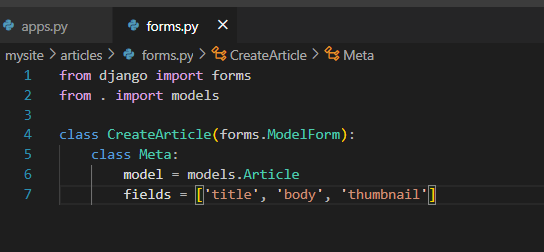 apps.py forms.py ×
mysite > articles > forms.py > CreateArticle > Meta
1 from django import forms
2 from . import models
3
4 class CreateArticle(forms.ModelForm):
5     class Meta:
6         model = models.Article
7         fields = ['title', 'body', 'thumbnail']